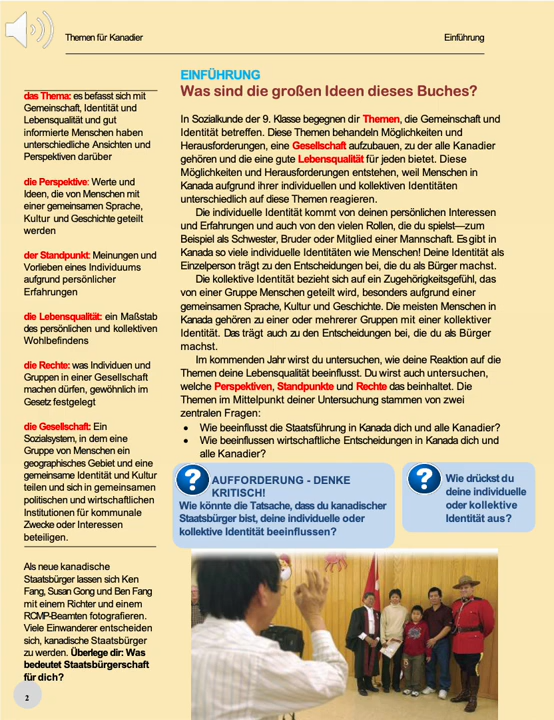 Themen für Kanadier
Einführung
das Thema: es befasst sich mit
Gemeinschaft, Identität und
Lebensqualität und gut
informierte Menschen haben
unterschiedliche Ansichten und
Perspektiven darüber
die Perspektive: Werte und
Ideen, die von Menschen mit
einer gemeinsamen Sprache,
Kultur und Geschichte geteilt
werden
der Standpunkt: Meinungen und
Vorlieben eines Individuums
aufgrund persönlicher
Erfahrungen
die Lebensqualität: ein Maßstab
des persönlichen und kollektiven
Wohlbefindens
die Rechte: was Individuen und
Gruppen in einer Gesellschaft
machen dürfen, gewöhnlich im
Gesetz festgelegt
die Gesellschaft: Ein
Sozialsystem, in dem eine
Gruppe von Menschen ein
geographisches Gebiet und eine
gemeinsame Identität und Kultur
teilen und sich in gemeinsamen
politischen und wirtschaftlichen
Institutionen für kommunale
Zwecke oder Interessen
beteiligen.
Als neue kanadische
Staatsbürger lassen sich Ken
Fang, Susan Gong und Ben Fang
mit einem Richter und einem
RCMP-Beamten fotografieren.
Viele Einwanderer entscheiden
sich, kanadische Staatsbürger
zu werden. Überlege dir: Was
bedeutet Staatsbürgerschaft
für dich?
2
EINFÜHRUNG
Was sind die großen Ideen dieses Buches?
In Sozialkunde der 9. Klasse begegnen dir Themen, die Gemeinschaft und
Identität betreffen. Diese Themen behandeln Möglichkeiten und
Herausforderungen, eine Gesellschaft aufzubauen, zu der alle Kanadier
gehören und die eine gute Lebensqualität für jeden bietet. Diese
Möglichkeiten und Herausforderungen entstehen, weil Menschen in
Kanada aufgrund ihrer individuellen und kollektiven Identitäten
unterschiedlich auf diese Themen reagieren.
Die individuelle Identität kommt von deinen persönlichen Interessen
und Erfahrungen und auch von den vielen Rollen, die du spielst—zum
Beispiel als Schwester, Bruder oder Mitglied einer Mannschaft. Es gibt in
Kanada so viele individuelle Identitäten wie Menschen! Deine Identität als
Einzelperson trägt zu den Entscheidungen bei, die du als Bürger machst.
Die kollektive Identität bezieht sich auf ein Zugehörigkeitsgefühl, das
von einer Gruppe Menschen geteilt wird, besonders aufgrund einer
gemeinsamen Sprache, Kultur und Geschichte. Die meisten Menschen in
Kanada gehören zu einer oder mehrerer Gruppen mit einer kollektiver
Identität. Das trägt auch zu den Entscheidungen bei, die du als Bürger
machst.
Im kommenden Jahr wirst du untersuchen, wie deine Reaktion auf die
Themen deine Lebensqualität beeinflusst. Du wirst auch untersuchen,
welche Perspektiven, Standpunkte und Rechte das beinhaltet. Die
Themen im Mittelpunkt deiner Untersuchung stammen von zwei
zentralen Fragen:
• Wie beeinflusst die Staatsführung in Kanada dich und alle Kanadier?
• Wie beeinflussen wirtschaftliche Entscheidungen in Kanada dich und
alle Kanadier?
? AUFFORDERUNG - DENKE
KRITISCH!
Wie könnte die Tatsache, dass du kanadischer
Staatsbürger bist, deine individuelle oder
kollektive Identität beeinflussen?
? Wie drückst du
deine individuelle
oder kollektive
Identität aus?